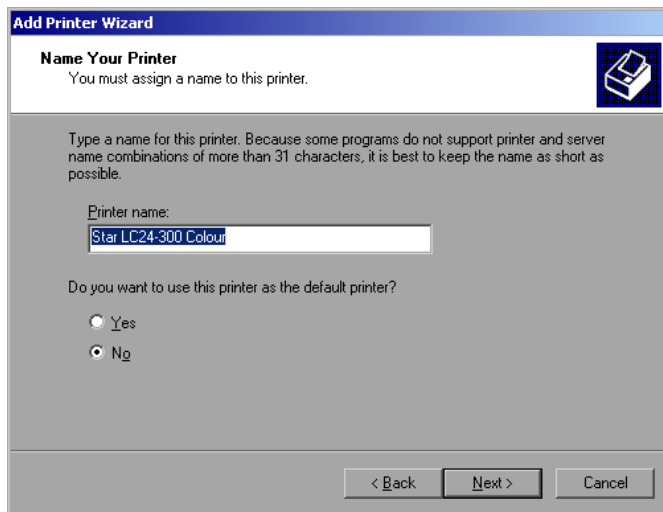 Add Printer Wizard
Name Your Printer
You must assign a name to this printer.
Type a name for this printer. Because some programs do not support printer and server
name combinations of more than 31 characters, it is best to keep the name as short as
possible.
Printer name:
Star LC24-300 Colour
Do you want to use this printer as the default printer?
Yes
No
< Back Next > Cancel